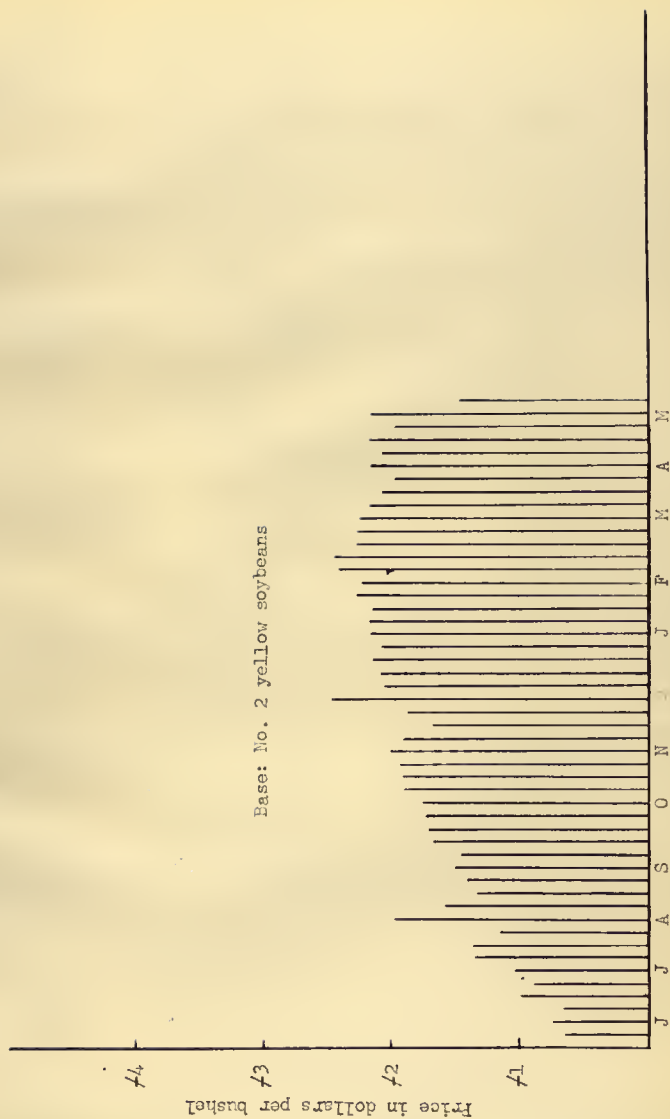 Base: No. 2 yellow soybeans
Price in dollars per bushel
+4
+3
+2
+1
J J A S O N J F M A M